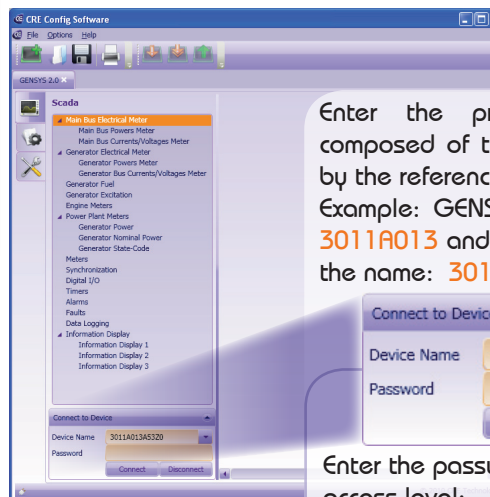 CRE Config Software
File Options Help
GENSYS 2.0
Scada
Main Bus Electrical Meter
Main Bus Powers Meter
Main Bus Currents/Voltages Meter
Generator Electrical Meter
Generator Powers Meter
Generator Bus Currents/Voltages Meter
Generator Fuel
Generator Excitation
Engine Meters
Power Plant Meters
Generator Power
Generator Nominal Power
Generator State-Code
Meters
Synchronization
Digital I/O
Timers
Alarms
Faults
Data Logging
Information Display
Information Display 1
Information Display 2
Information Display 3
Connect to Device
Device Name 3011A013A53Z0
Password
Connect Disconnect
Enter the pr
composed of t
by the referenc
Example: GENS
3011A013 and
the name: 301
Connect to Devic
Device Name
Password
Enter the passu
access level: